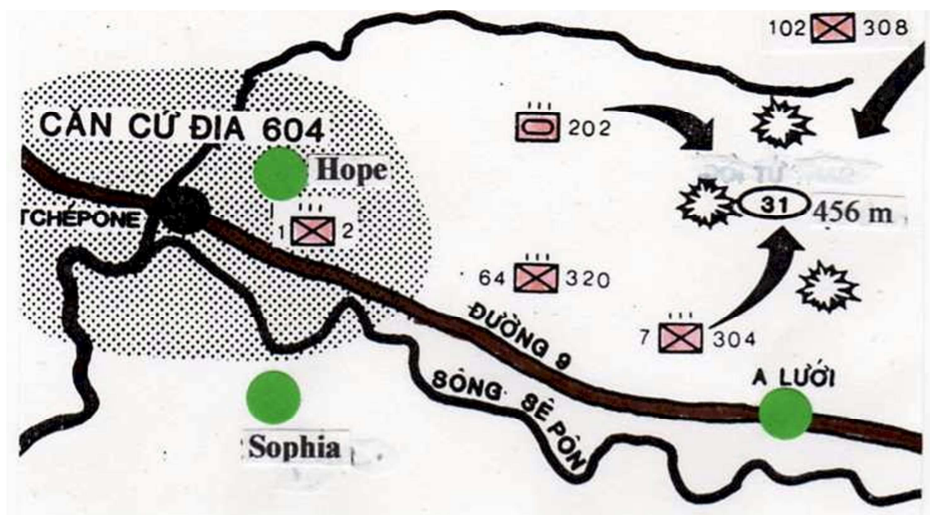 102 308
CĂN CỨ ĐỊA 604
202
Hope
TCHÉPONE
1 2
31 456 m
64 320
ĐƯỜNG 9
7 304
SÔNG SÊ PÔN
A LƯỚI
Sophia